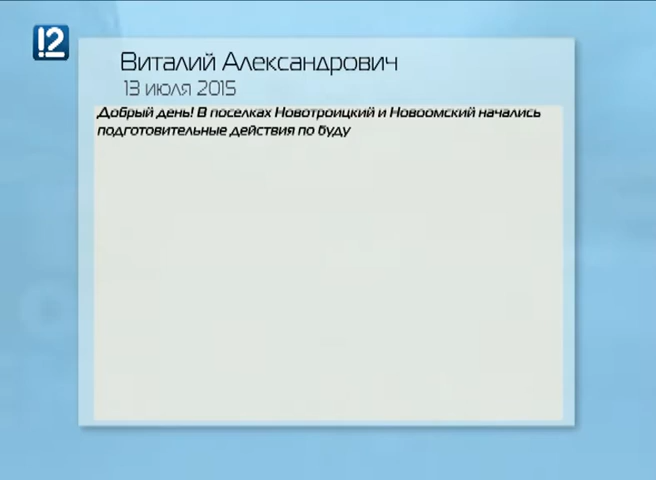 12
Виталий Александрович
13 июля 2015
Добрый день! В поселках Новотроицкий и Новоомский начались
подготовительные действия по буду